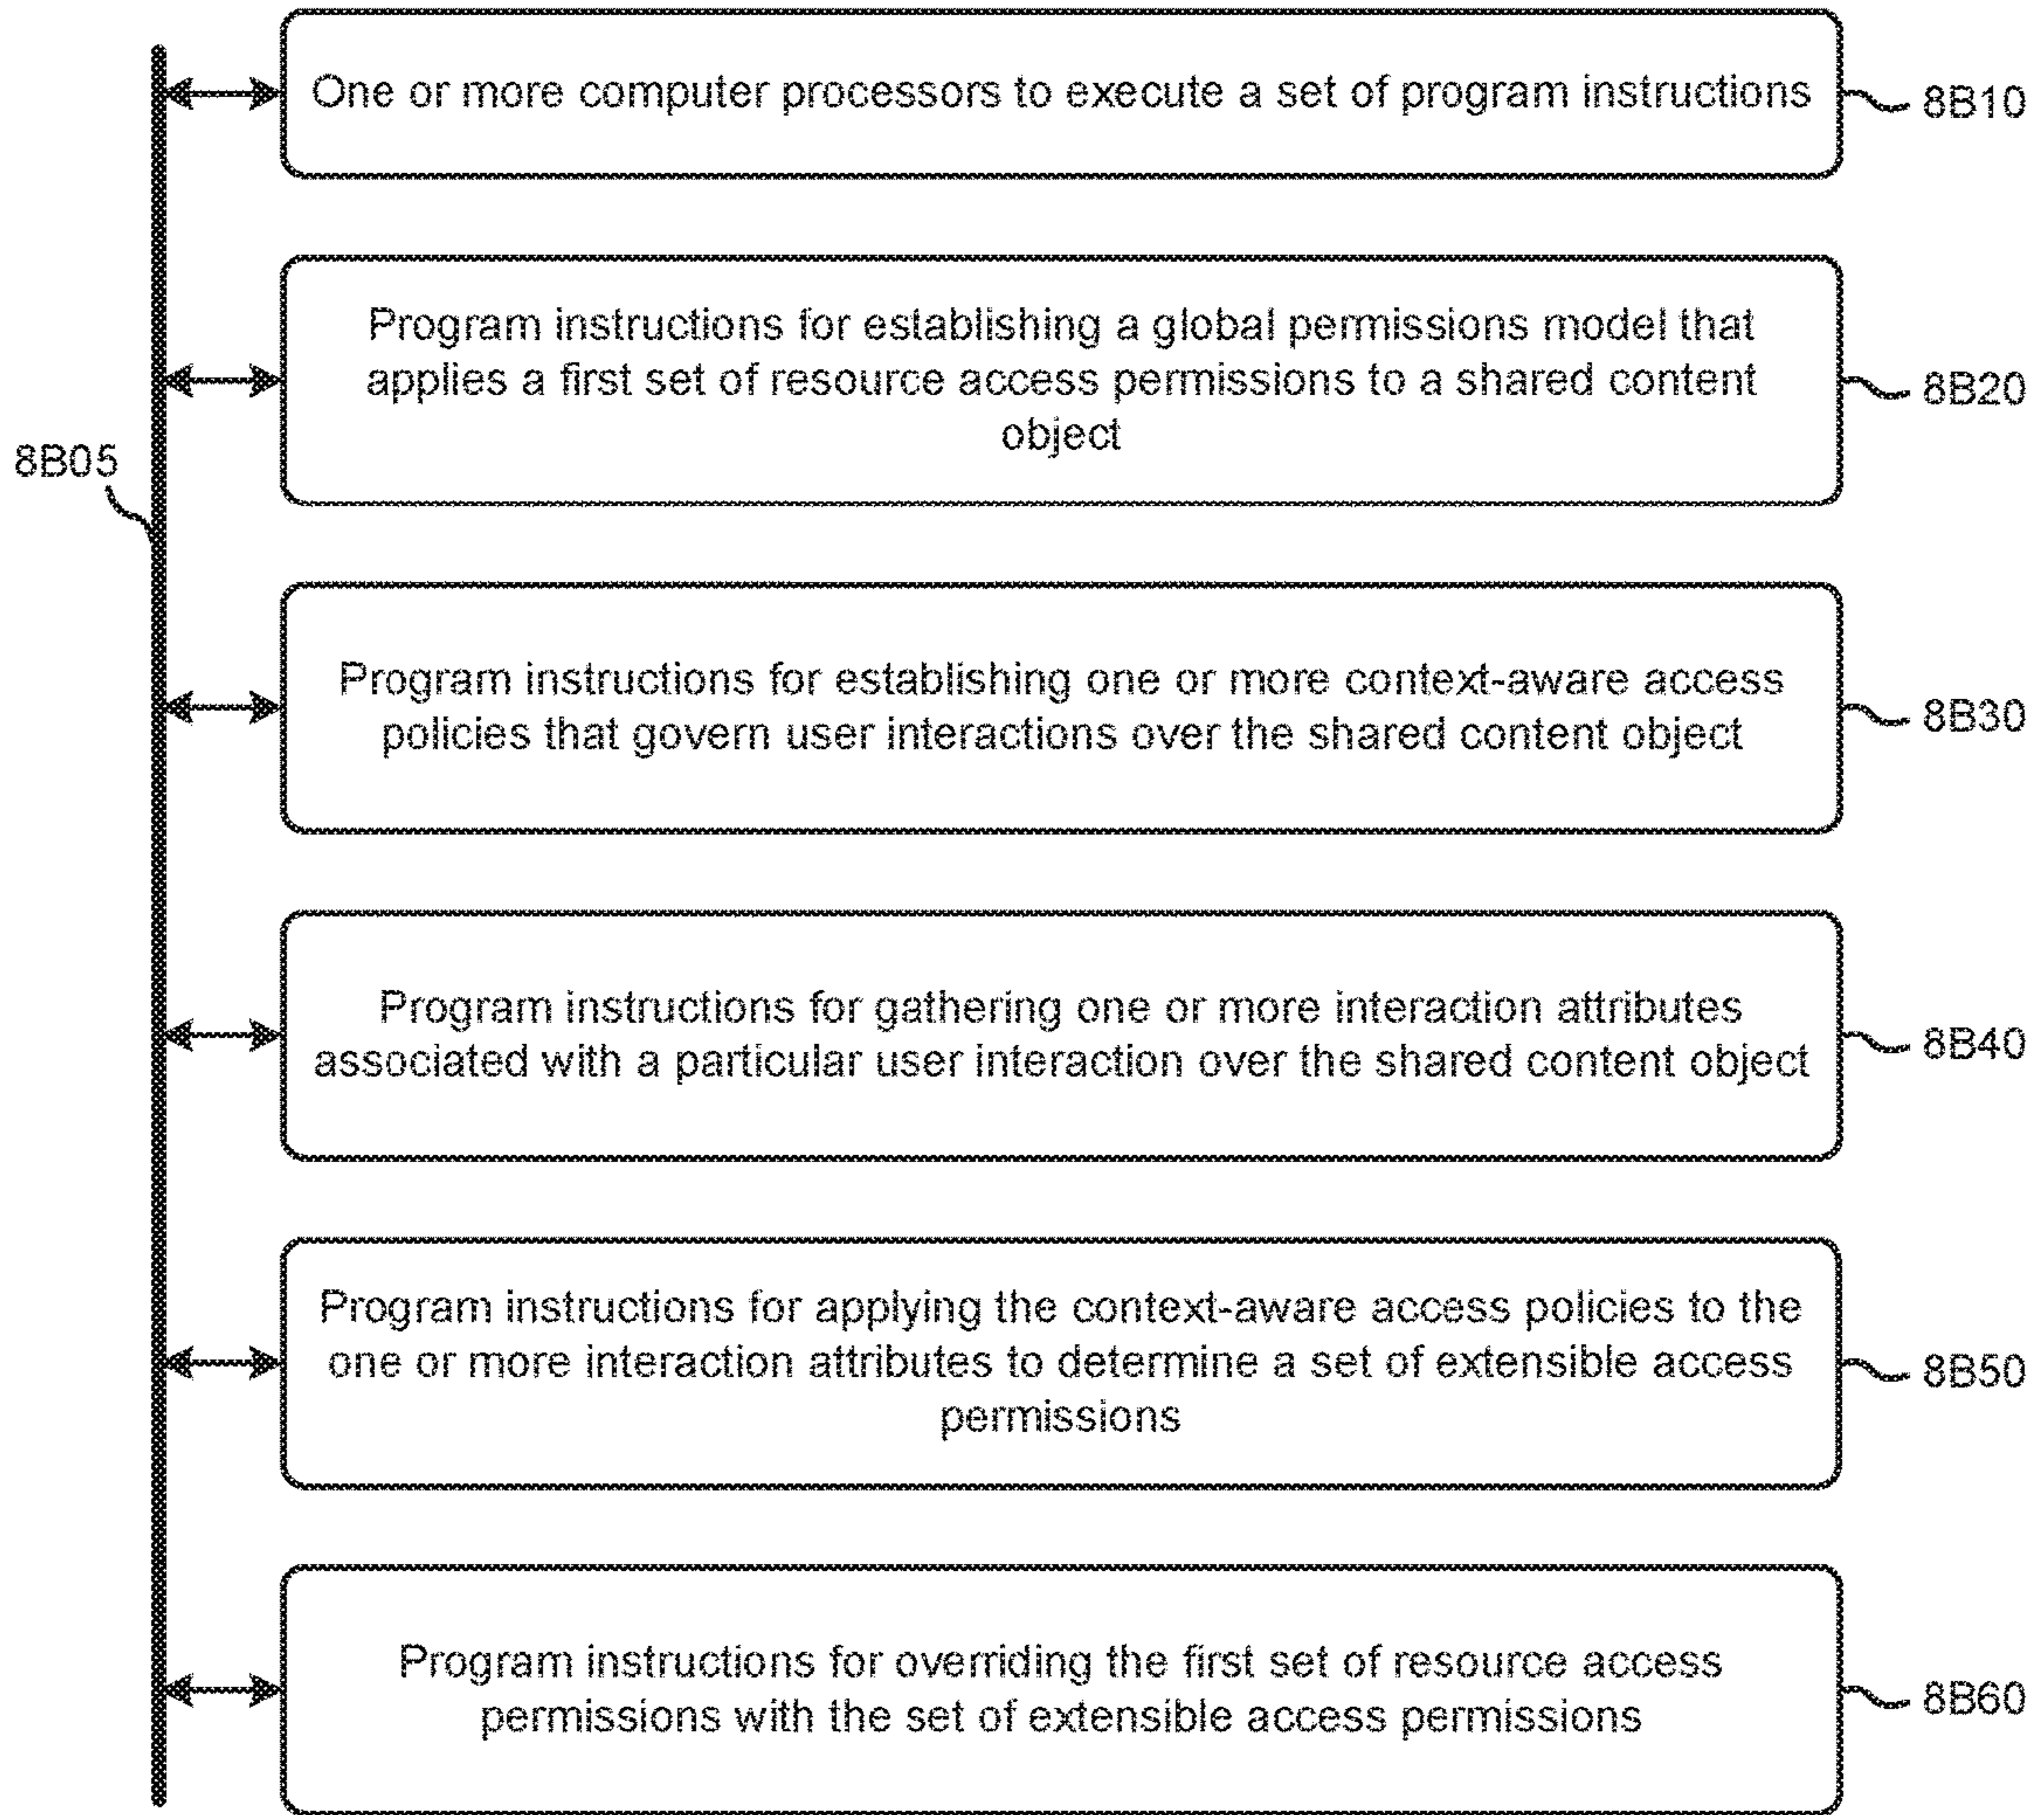 One or more computer processors to execute a set of program instructions
8B10
Program instructions for establishing a global permissions model that
applies a first set of resource access permissions to a shared content
object
8B20
8B05
Program instructions for establishing one or more context-aware access
policies that govern user interactions over the shared content object
8B30
Program instructions for gathering one or more interaction attributes
associated with a particular user interaction over the shared content object
8B40
Program instructions for applying the context-aware access policies to the
one or more interaction attributes to determine a set of extensible access
permissions
8B50
Program instructions for overriding the first set of resource access
permissions with the set of extensible access permissions
8B60